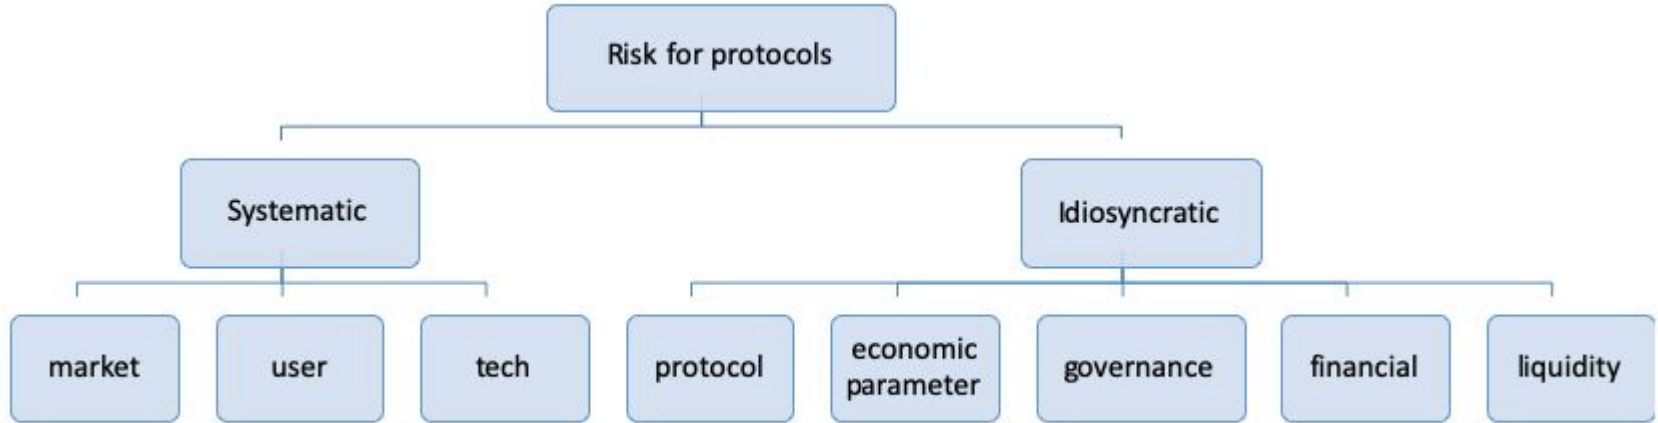 Risk for protocols
Systematic
Idiosyncratic
market
user
tech
protocol
economic
parameter
governance
financial
liquidity